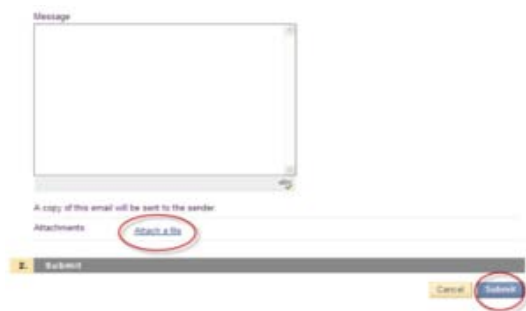 Message
A copy of this email will be sent to the sender.
Attachments Attach a file
2. Submit
Cancel Submit